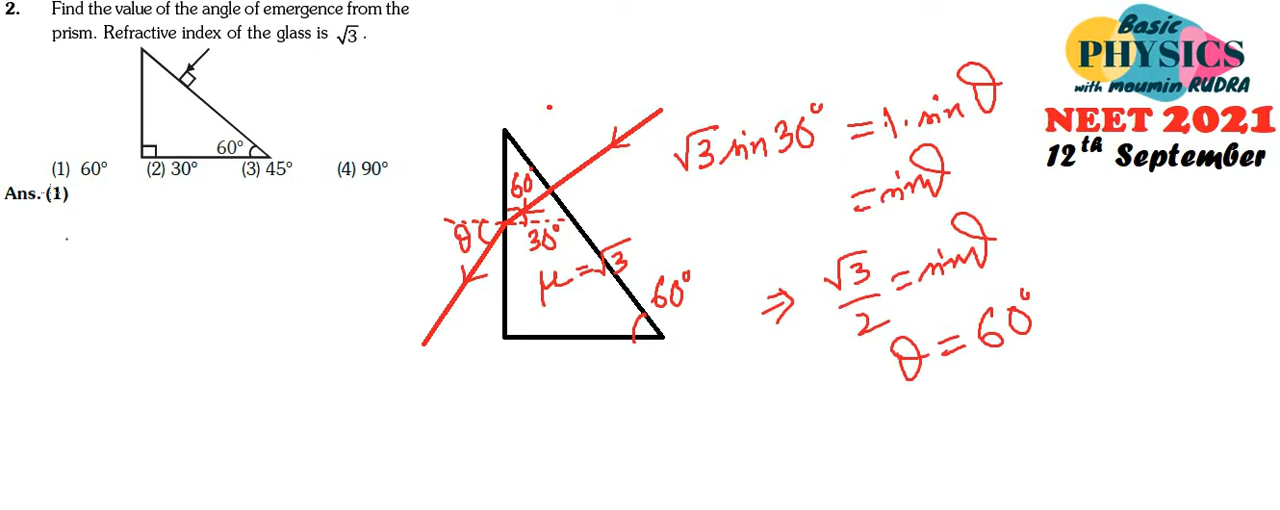 2. Find the value of the angle of emergence from the
prism. Refractive index of the glass is √3 .
60°
(1) 60° (2) 30° (3) 45° (4) 90°
Ans. (1)
60°
θ
30°
μ = √3
60°
√3 sin 30° = 1. sin θ
= sin θ
⇒ √3/2 = sin θ
θ = 60°
Basic
PHYSICS
with moumin RUDRA
NEET 2021
12th September